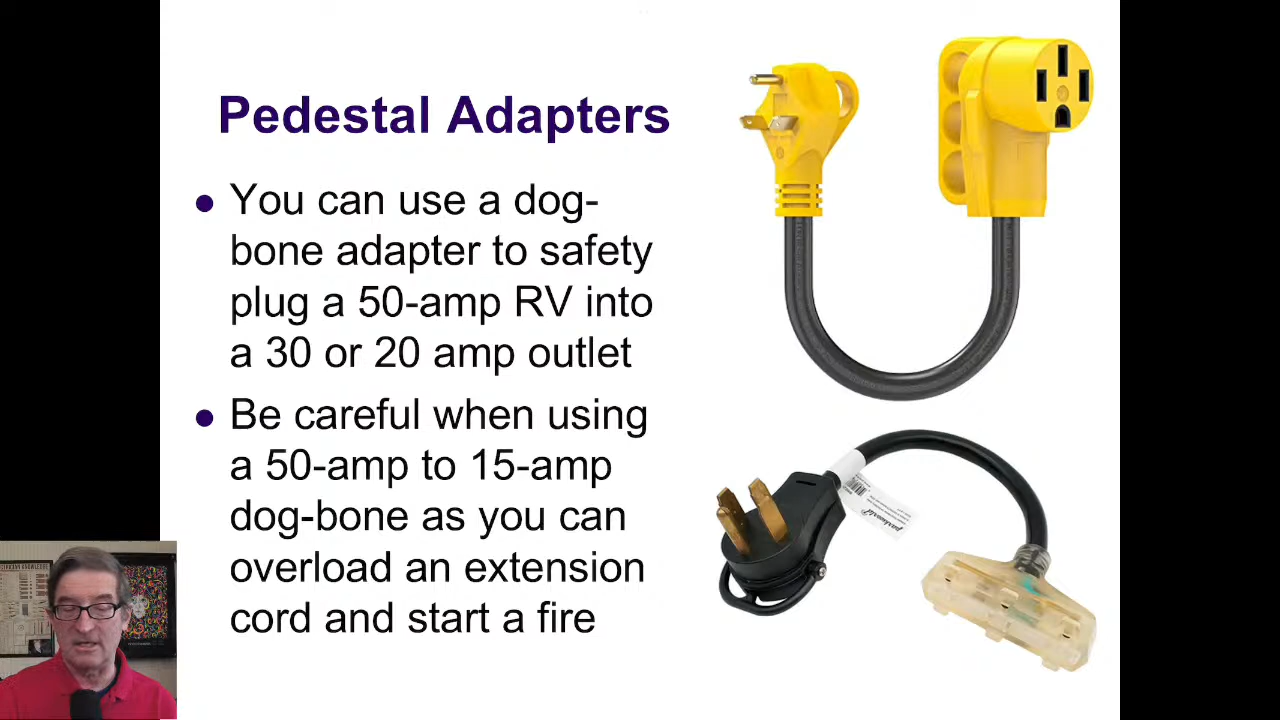 Pedestal Adapters
● You can use a dog-
bone adapter to safety
plug a 50-amp RV into
a 30 or 20 amp outlet
● Be careful when using
a 50-amp to 15-amp
dog-bone as you can
overload an extension
cord and start a fire